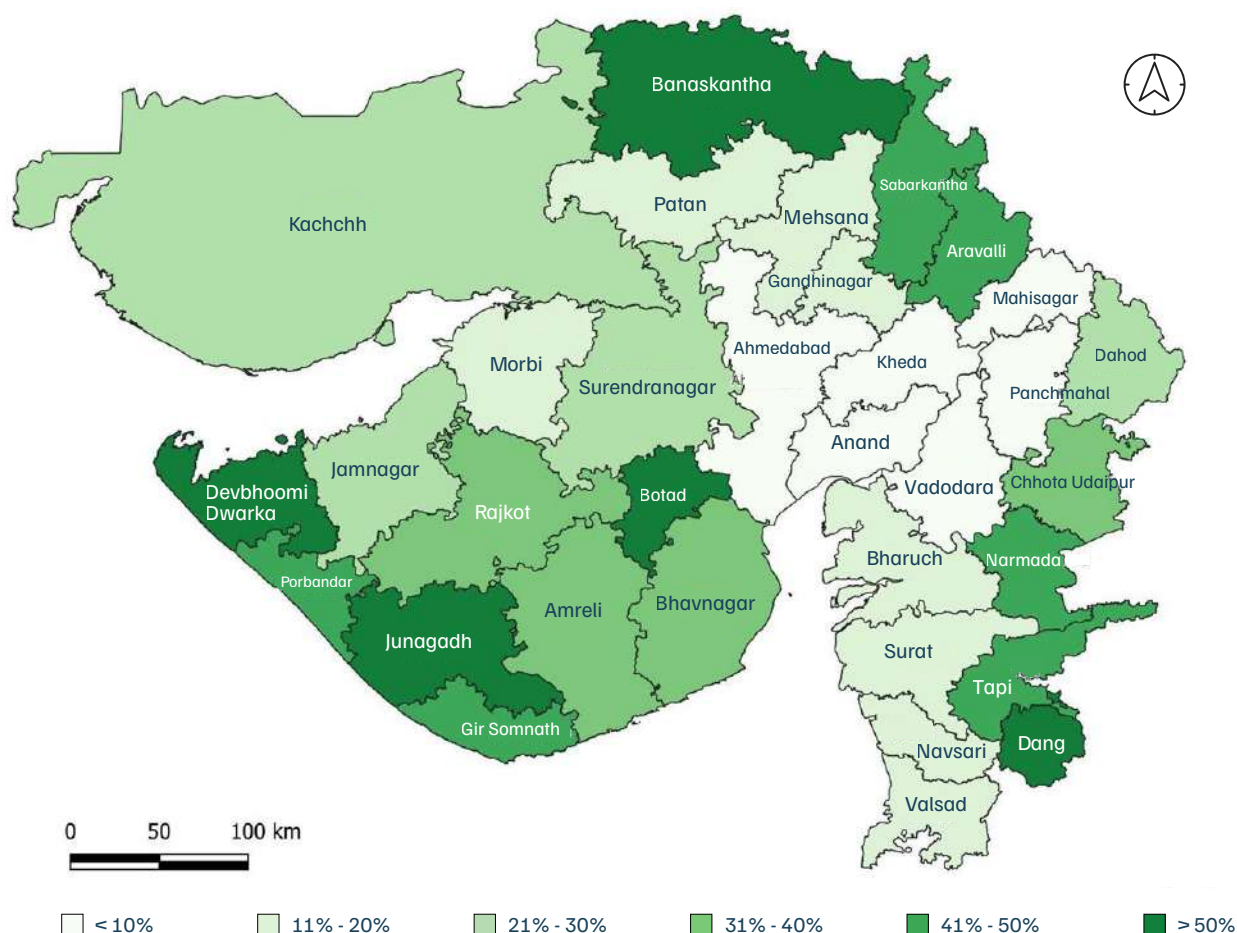 Banaskantha
Sabarkantha
Patan
Mehsana
Kachchh
Aravalli
Gandhinagar
Mahisagar
Ahmedabad
Dahod
Morbi
Kheda
Surendranagar
Panchmahal
Anand
Jamnagar
Chhota Udaipur
Vadodara
Devbhoomi
Dwarka
Botad
Rajkot
Bharuch
Narmada
Porbandar
Amreli
Bhavnagar
Junagadh
Surat
Tapi
Gir Somnath
Dang
Navsari
Valsad
0 50 100 km
< 10% 11% - 20% 21% - 30% 31% - 40% 41% - 50% > 50%